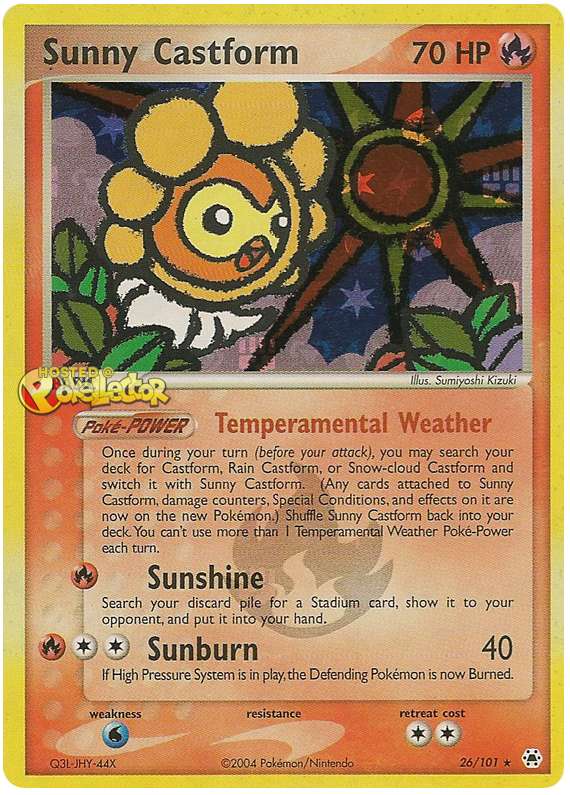 Sunny Castform 70 HP
HOSTED @
PokéLector
Illus. Sumiyoshi Kizuki
Poké-POWER Temperamental Weather
Once during your turn (before your attack), you may search your
deck for Castform, Rain Castform, or Snow-cloud Castform and
switch it with Sunny Castform. (Any cards attached to Sunny
Castform, damage counters, Special Conditions, and effects on it are
now on the new Pokémon.) Shuffle Sunny Castform back into your
deck. You can't use more than 1 Temperamental Weather Poké-Power
each turn.
Sunshine
Search your discard pile for a Stadium card, show it to your
opponent, and put it into your hand.
Sunburn 40
If High Pressure System is in play, the Defending Pokémon is now Burned.
weakness resistance retreat cost
Q3L-JHY-44X ©2004 Pokémon/Nintendo 26/101 ★